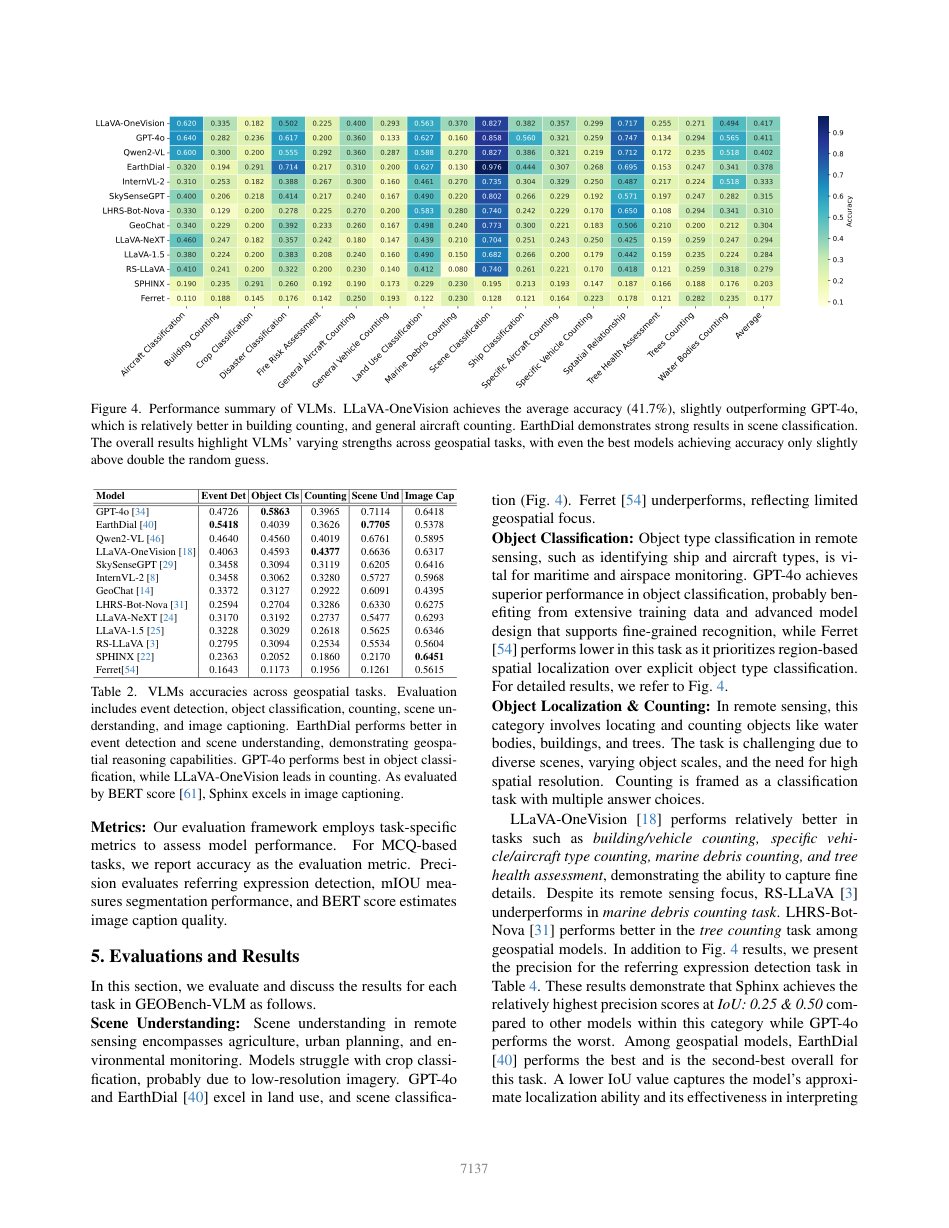 LLaVA-OneVision 0.620 0.335 0.182 0.502 0.225 0.400 0.293 0.563 0.370 0.827 0.382 0.357 0.299 0.717 0.255 0.271 0.494 0.417
GPT-4o 0.640 0.282 0.236 0.617 0.200 0.360 0.133 0.627 0.160 0.858 0.560 0.321 0.259 0.747 0.134 0.294 0.565 0.411
Qwen2-VL 0.600 0.300 0.200 0.555 0.292 0.360 0.287 0.588 0.270 0.827 0.386 0.321 0.219 0.712 0.172 0.235 0.518 0.402
EarthDial 0.320 0.194 0.291 0.714 0.217 0.310 0.200 0.627 0.130 0.976 0.444 0.307 0.268 0.695 0.153 0.247 0.341 0.378
InternVL-2 0.310 0.253 0.182 0.388 0.267 0.300 0.160 0.461 0.270 0.735 0.304 0.329 0.250 0.487 0.217 0.224 0.518 0.333
SkySenseGPT 0.400 0.206 0.218 0.414 0.217 0.240 0.167 0.490 0.220 0.802 0.266 0.229 0.292 0.571 0.197 0.247 0.282 0.315
LHRS-Bot-Nova 0.330 0.129 0.200 0.278 0.225 0.270 0.200 0.583 0.280 0.740 0.242 0.229 0.170 0.650 0.108 0.294 0.341 0.310
GeoChat 0.340 0.229 0.200 0.392 0.233 0.260 0.167 0.498 0.240 0.773 0.300 0.221 0.183 0.506 0.210 0.200 0.212 0.304
LLaVA-NeXT 0.460 0.247 0.182 0.357 0.242 0.180 0.147 0.439 0.210 0.704 0.251 0.243 0.250 0.425 0.159 0.259 0.247 0.294
LLaVA-1.5 0.380 0.224 0.200 0.383 0.208 0.240 0.160 0.490 0.150 0.682 0.266 0.200 0.179 0.442 0.159 0.235 0.224 0.284
RS-LLaVA 0.410 0.241 0.200 0.322 0.200 0.230 0.140 0.412 0.080 0.740 0.261 0.221 0.170 0.418 0.121 0.259 0.318 0.279
SPHINX 0.190 0.235 0.291 0.260 0.192 0.190 0.173 0.229 0.230 0.195 0.213 0.193 0.147 0.187 0.166 0.188 0.176 0.203
Ferret 0.110 0.188 0.145 0.176 0.142 0.250 0.193 0.122 0.230 0.128 0.121 0.164 0.223 0.178 0.121 0.282 0.235 0.177
Aircraft Classification
Building Counting
Crop Classification
Disaster Classification
Fire Risk Assessment
General Aircraft Counting
General Vehicle Counting
Land Use Classification
Marine Debris Counting
Scene Classification
Ship Classification
Specific Aircraft Counting
Specific Vehicle Counting
Sptatial Relationship
Tree Health Assessment
Trees Counting
Water Bodies Counting
Average
0.9
0.8
0.7
0.6
0.5
0.4
0.3
0.2
0.1
Accuracy
Figure 4. Performance summary of VLMs. LLaVA-OneVision achieves the average accuracy (41.7%), slightly outperforming GPT-4o,
which is relatively better in building counting, and general aircraft counting. EarthDial demonstrates strong results in scene classification.
The overall results highlight VLMs’ varying strengths across geospatial tasks, with even the best models achieving accuracy only slightly
above double the random guess.
Model Event Det Object Cls Counting Scene Und Image Cap
GPT-4o [34] 0.4726 0.5863 0.3965 0.7114 0.6418
EarthDial [40] 0.5418 0.4039 0.3626 0.7705 0.5378
Qwen2-VL [46] 0.4640 0.4560 0.4019 0.6761 0.5895
LLaVA-OneVision [18] 0.4063 0.4593 0.4377 0.6636 0.6317
SkySenseGPT [29] 0.3458 0.3094 0.3119 0.6205 0.6416
InternVL-2 [8] 0.3458 0.3062 0.3280 0.5727 0.5968
GeoChat [14] 0.3372 0.3127 0.2922 0.6091 0.4395
LHRS-Bot-Nova [31] 0.2594 0.2704 0.3286 0.6330 0.6275
LLaVA-NeXT [24] 0.3170 0.3192 0.2737 0.5477 0.6293
LLaVA-1.5 [25] 0.3228 0.3029 0.2618 0.5625 0.6346
RS-LLaVA [3] 0.2795 0.3094 0.2534 0.5534 0.5604
SPHINX [22] 0.2363 0.2052 0.1860 0.2170 0.6451
Ferret[54] 0.1643 0.1173 0.1956 0.1261 0.5615
Table 2. VLMs accuracies across geospatial tasks. Evaluation
includes event detection, object classification, counting, scene un-
derstanding, and image captioning. EarthDial performs better in
event detection and scene understanding, demonstrating geospa-
tial reasoning capabilities. GPT-4o performs best in object classi-
fication, while LLaVA-OneVision leads in counting. As evaluated
by BERT score [61], Sphinx excels in image captioning.
Metrics: Our evaluation framework employs task-specific
metrics to assess model performance. For MCQ-based
tasks, we report accuracy as the evaluation metric. Preci-
sion evaluates referring expression detection, mIOU mea-
sures segmentation performance, and BERT score estimates
image caption quality.
5. Evaluations and Results
In this section, we evaluate and discuss the results for each
task in GEOBench-VLM as follows.
Scene Understanding: Scene understanding in remote
sensing encompasses agriculture, urban planning, and en-
vironmental monitoring. Models struggle with crop classi-
fication, probably due to low-resolution imagery. GPT-4o
and EarthDial [40] excel in land use, and scene classifica-
tion (Fig. 4). Ferret [54] underperforms, reflecting limited
geospatial focus.
Object Classification: Object type classification in remote
sensing, such as identifying ship and aircraft types, is vi-
tal for maritime and airspace monitoring. GPT-4o achieves
superior performance in object classification, probably ben-
efiting from extensive training data and advanced model
design that supports fine-grained recognition, while Ferret
[54] performs lower in this task as it prioritizes region-based
spatial localization over explicit object type classification.
For detailed results, we refer to Fig. 4.
Object Localization & Counting: In remote sensing, this
category involves locating and counting objects like water
bodies, buildings, and trees. The task is challenging due to
diverse scenes, varying object scales, and the need for high
spatial resolution. Counting is framed as a classification
task with multiple answer choices.
LLaVA-OneVision [18] performs relatively better in
tasks such as building/vehicle counting, specific vehi-
cle/aircraft type counting, marine debris counting, and tree
health assessment, demonstrating the ability to capture fine
details. Despite its remote sensing focus, RS-LLaVA [3]
underperforms in marine debris counting task. LHRS-Bot-
Nova [31] performs better in the tree counting task among
geospatial models. In addition to Fig. 4 results, we present
the precision for the referring expression detection task in
Table 4. These results demonstrate that Sphinx achieves the
relatively highest precision scores at IoU: 0.25 & 0.50 com-
pared to other models within this category while GPT-4o
performs the worst. Among geospatial models, EarthDial
[40] performs the best and is the second-best overall for
this task. A lower IoU value captures the model’s approxi-
mate localization ability and its effectiveness in interpreting
7137